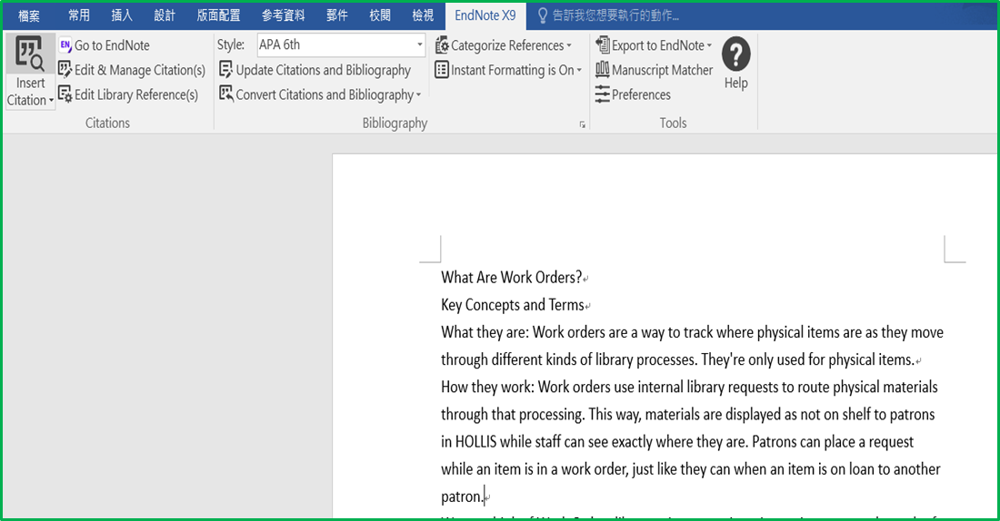 檔案 常用 插入 設計 版面配置 參考資料 郵件 校閱 檢視 EndNote X9 告訴我您想要執行的動作...
Insert Citation
EN Go to EndNote
Edit & Manage Citation(s)
Edit Library Reference(s)
Citations
Style: APA 6th
Update Citations and Bibliography
Convert Citations and Bibliography
Categorize References
Instant Formatting is On
Bibliography
Export to EndNote
Manuscript Matcher
Preferences
Help
Tools
What Are Work Orders?
Key Concepts and Terms
What they are: Work orders are a way to track where physical items are as they move
through different kinds of library processes. They're only used for physical items.
How they work: Work orders use internal library requests to route physical materials
through that processing. This way, materials are displayed as not on shelf to patrons
in HOLLIS while staff can see exactly where they are. Patrons can place a request
while an item is in a work order, just like they can when an item is on loan to another
patron.